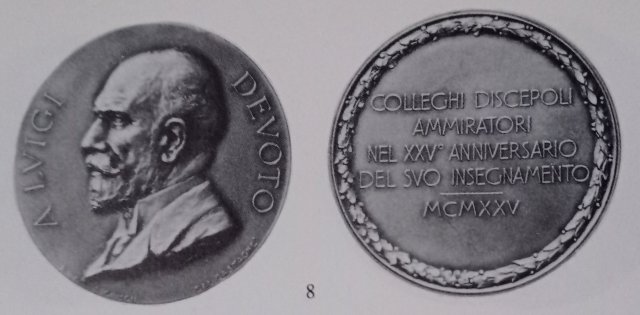 A LVIGI DEVOTO
COLLEGHI DISCEPOLI
AMMIRATORI
NEL XXV° ANNIVERSARIO
DEL SVO INSEGNAMENTO
MCMXXV
8